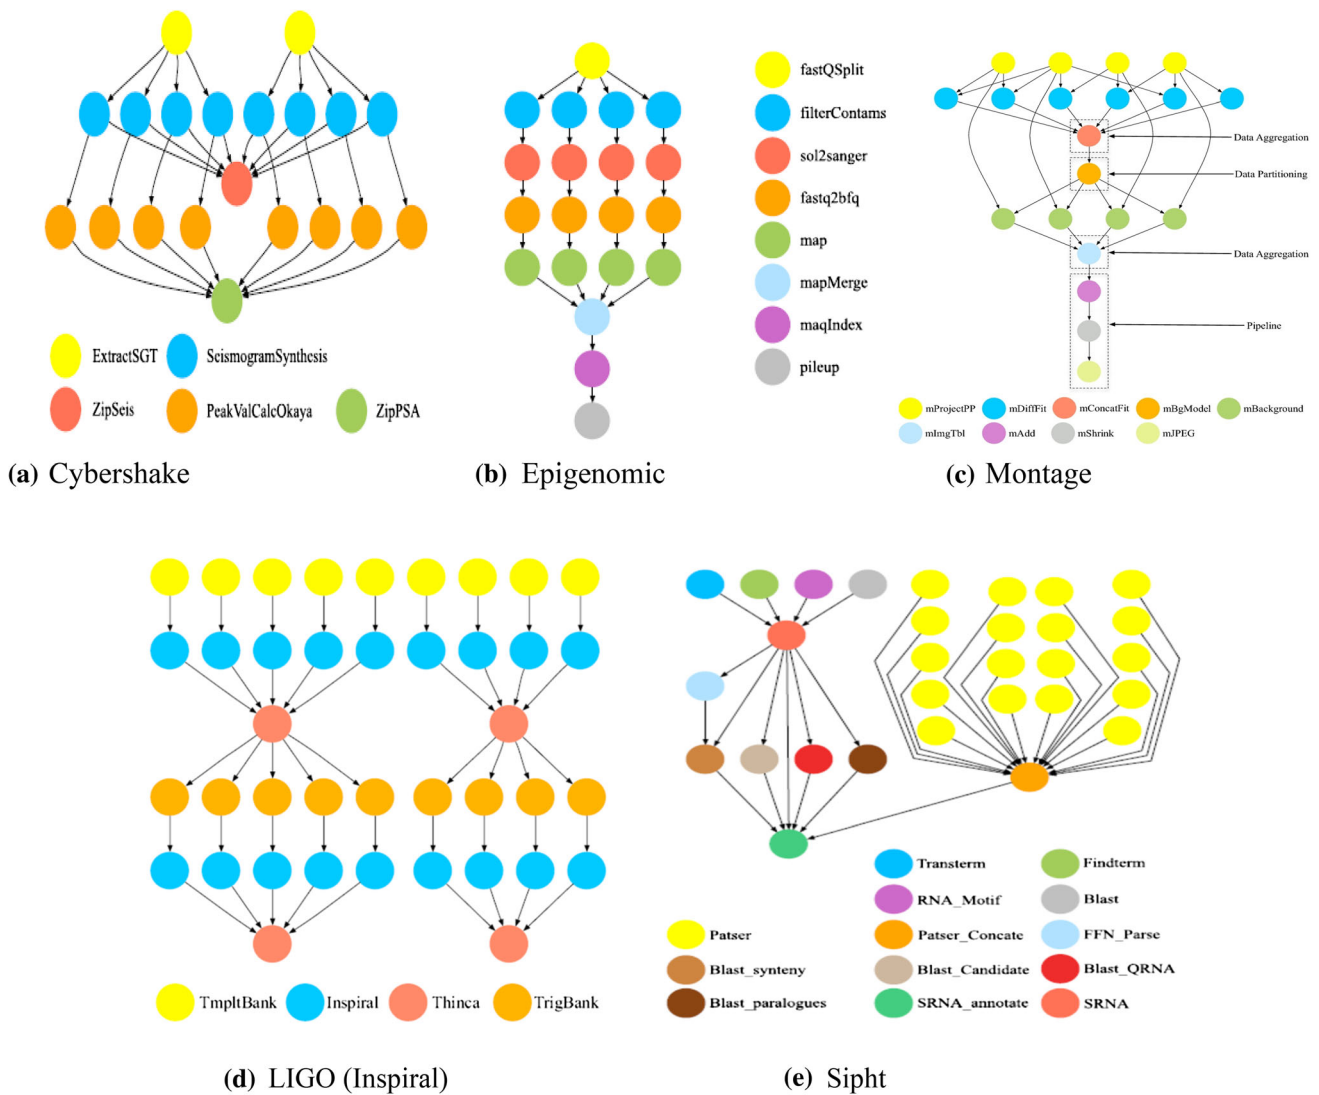 ExtractSGT
SeismogramSynthesis
ZipSeis
PeakValCalcOkaya
ZipPSA
(a) Cybershake
fastQSplit
filterContams
sol2sanger
fastq2bfq
map
mapMerge
maqIndex
pileup
(b) Epigenomic
Data Aggregation
Data Partitioning
Data Aggregation
Pipeline
mProjectPP
mDiffFit
mConcatFit
mBgModel
mBackground
mImgTbl
mAdd
mShrink
mJPEG
(c) Montage
TmpltBank
Inspiral
Thinca
TrigBank
(d) LIGO (Inspiral)
Transterm
Findterm
RNA_Motif
Blast
Patser
Patser_Concate
FFN_Parse
Blast_synteny
Blast_Candidate
Blast_QRNA
Blast_paralogues
SRNA_annotate
SRNA
(e) Sipht